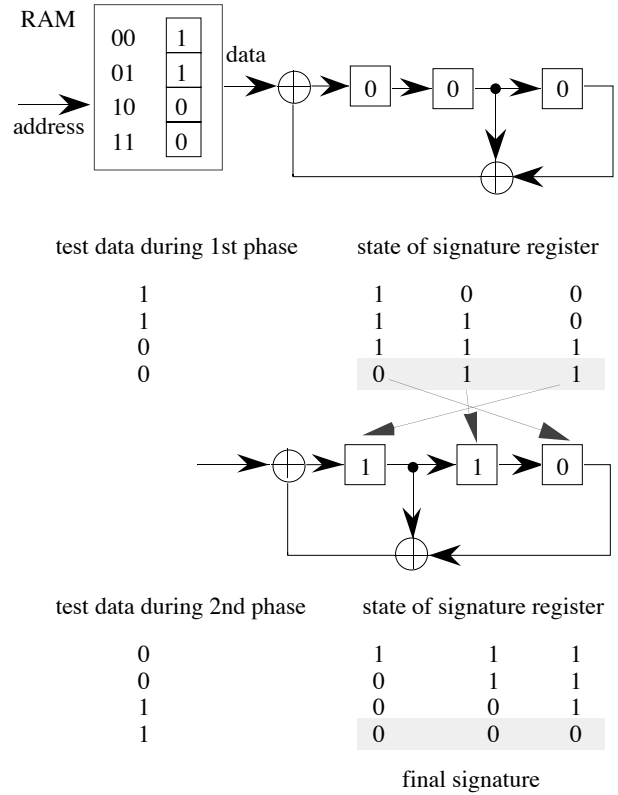 RAM
00 1
data
01 1
0 0 0
10 0
address
11 0
test data during 1st phase state of signature register
1 1 0 0
1 1 1 0
0 1 1 1
0 0 1 1
1 1 0
test data during 2nd phase state of signature register
0 1 1 1
0 0 1 1
1 0 0 1
1 0 0 0
final signature